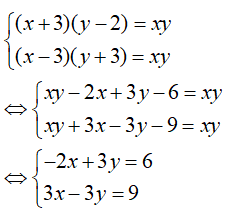 (x+3)(y−2) = xy
(x−3)(y+3) = xy
⇔ { xy−2x+3y−6 = xy
xy+3x−3y−9 = xy
⇔ { −2x+3y = 6
3x−3y = 9